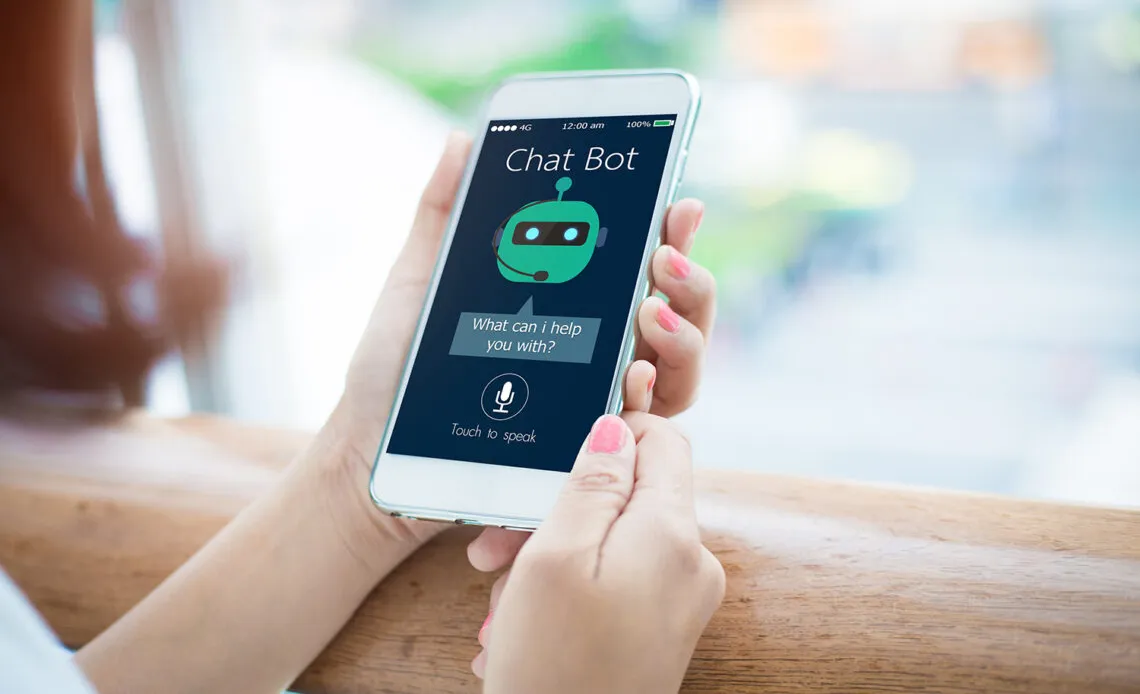 4G 12:00 am 100%
Chat Bot
What can i help
you with?
Touch to speak